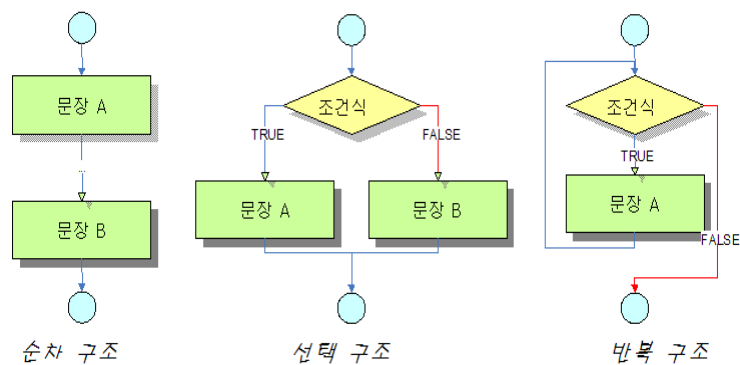 문장 A
...
문장 B
순차 구조
조건식
TRUE
FALSE
문장 A
문장 B
선택 구조
조건식
TRUE
문장 A
FALSE
반복 구조